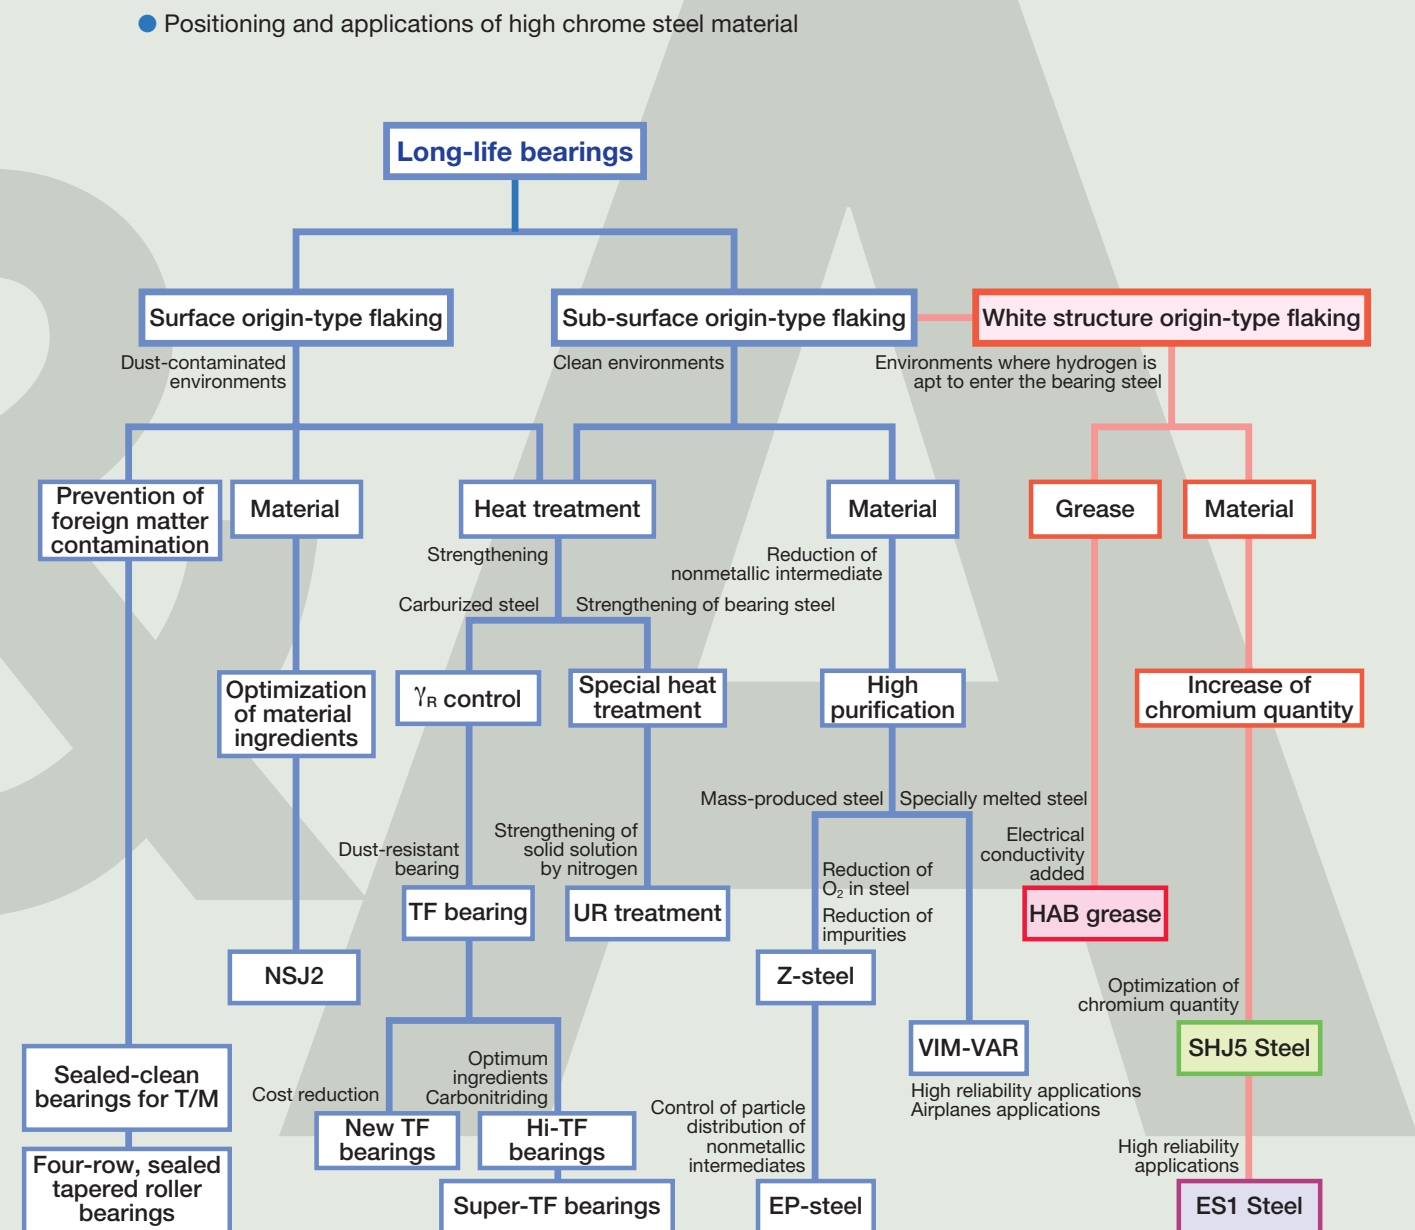 ● Positioning and applications of high chrome steel material
Long-life bearings
Surface origin-type flaking
Sub-surface origin-type flaking
White structure origin-type flaking
Dust-contaminated
environments
Clean environments
Environments where hydrogen is
apt to enter the bearing steel
Prevention of
foreign matter
contamination
Material
Heat treatment
Material
Grease
Material
Strengthening
Reduction of
nonmetallic intermediate
Carburized steel
Strengthening of bearing steel
Optimization
of material
ingredients
γR control
Special heat
treatment
High
purification
Increase of
chromium quantity
Mass-produced steel
Specially melted steel
Dust-resistant
bearing
Strengthening of
solid solution
by nitrogen
Reduction of
O₂ in steel
Reduction of
impurities
Electrical
conductivity
added
TF bearing
UR treatment
HAB grease
NSJ2
Z-steel
Optimization of
chromium quantity
VIM-VAR
SHJ5 Steel
High reliability applications
Airplanes applications
Sealed-clean
bearings for T/M
Cost reduction
Optimum
ingredients
Carbonitriding
New TF
bearings
Hi-TF
bearings
Control of particle
distribution of
nonmetallic
intermediates
High reliability
applications
Four-row, sealed
tapered roller
bearings
Super-TF bearings
EP-steel
ES1 Steel